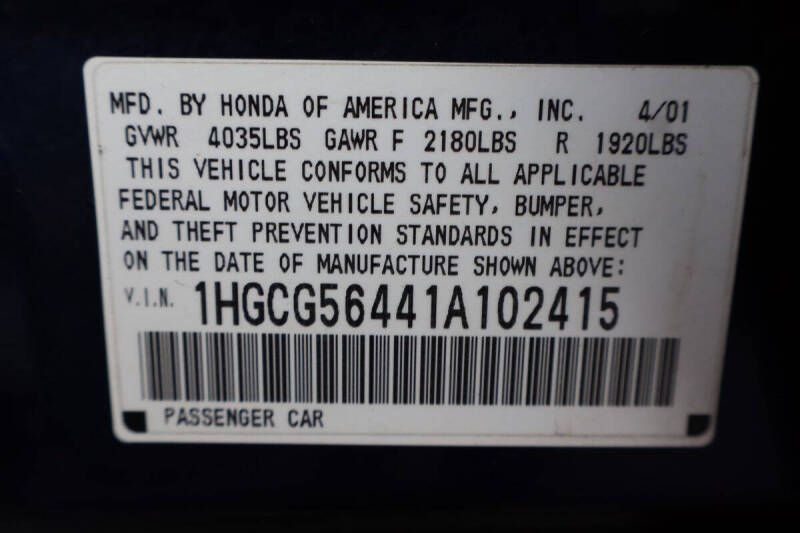 MFD. BY HONDA OF AMERICA MFG., INC. 4/01
GVWR 4035LBS GAWR F 2180LBS R 1920LBS
THIS VEHICLE CONFORMS TO ALL APPLICABLE
FEDERAL MOTOR VEHICLE SAFETY, BUMPER,
AND THEFT PREVENTION STANDARDS IN EFFECT
ON THE DATE OF MANUFACTURE SHOWN ABOVE:
V.I.N. 1HGCG56441A102415
PASSENGER CAR